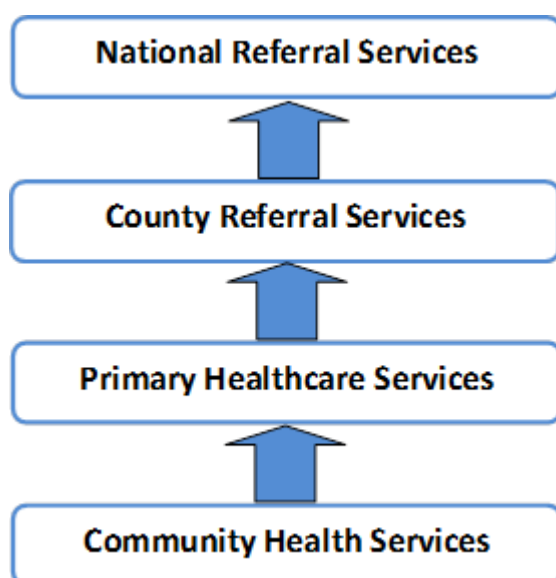 National Referral Services
County Referral Services
Primary Healthcare Services
Community Health Services